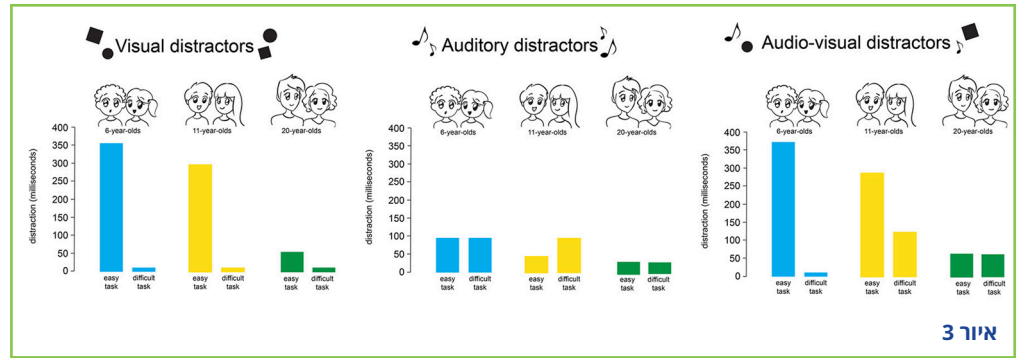 Visual distractors
6-year-olds
11-year-olds
20-year-olds
distraction (milliseconds)
400
350
300
250
200
150
100
50
0
easy task
difficult task
easy task
difficult task
easy task
difficult task
Auditory distractors
6-year-olds
11-year-olds
20-year-olds
distraction (milliseconds)
400
350
300
250
200
150
100
50
0
easy task
difficult task
easy task
difficult task
easy task
difficult task
Audio-visual distractors
6-year-olds
11-year-olds
20-year-olds
distraction (milliseconds)
400
350
300
250
200
150
100
50
0
easy task
difficult task
easy task
difficult task
easy task
difficult task
איור 3